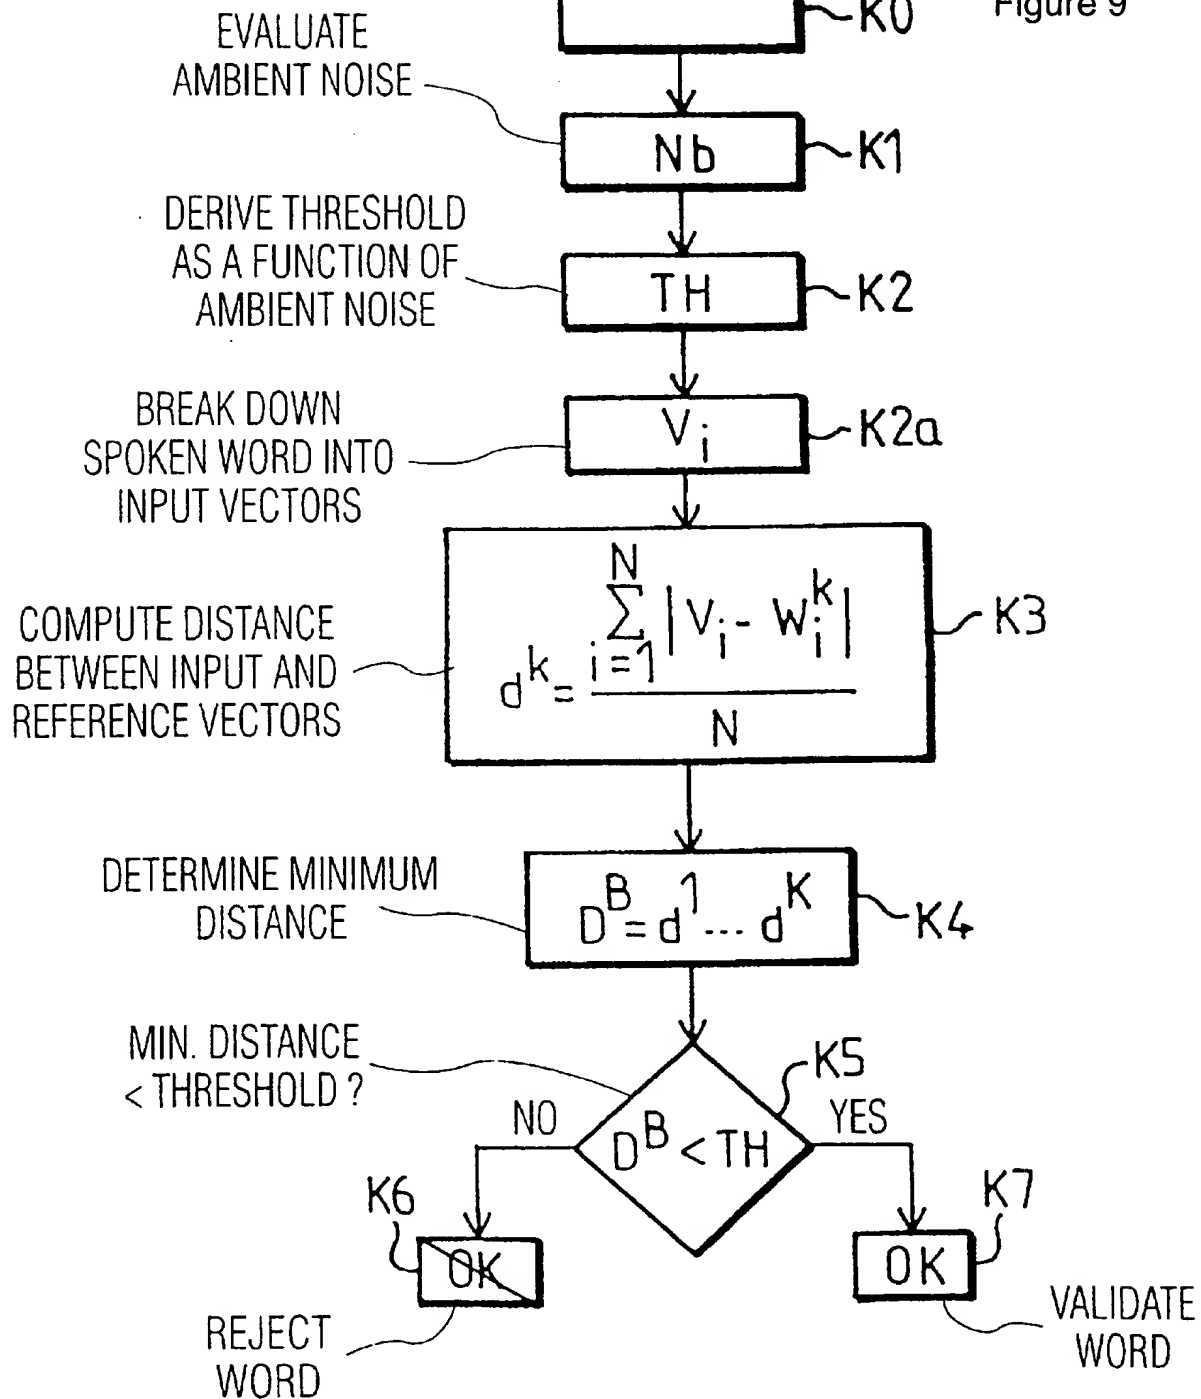 K0
Figure 9
EVALUATE
AMBIENT NOISE
Nb
K1
DERIVE THRESHOLD
AS A FUNCTION OF
AMBIENT NOISE
TH
K2
BREAK DOWN
SPOKEN WORD INTO
INPUT VECTORS
V_i
K2a
COMPUTE DISTANCE
BETWEEN INPUT AND
REFERENCE VECTORS
d^k = \frac{\sum_{i=1}^{N} |V_i - W_i^k|}{N}
K3
DETERMINE MINIMUM
DISTANCE
D^B = d^1 ... d^K
K4
MIN. DISTANCE
< THRESHOLD ?
K5
NO
D^B < TH
YES
K6
OK
REJECT
WORD
K7
OK
VALIDATE
WORD